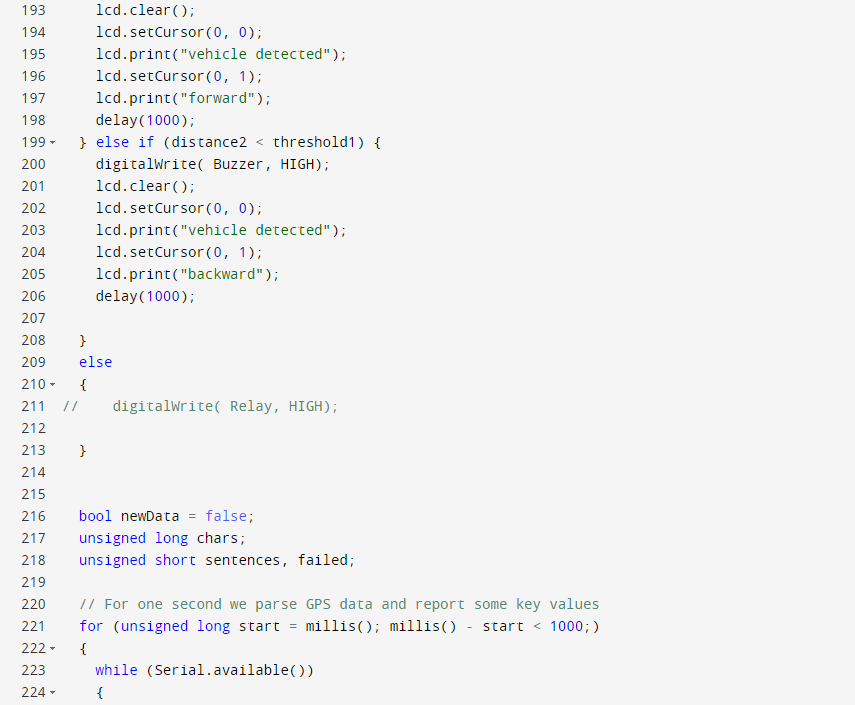 193      lcd.clear();
194      lcd.setCursor(0, 0);
195      lcd.print("vehicle detected");
196      lcd.setCursor(0, 1);
197      lcd.print("forward");
198      delay(1000);
199    } else if (distance2 < threshold1) {
200      digitalWrite( Buzzer, HIGH);
201      lcd.clear();
202      lcd.setCursor(0, 0);
203      lcd.print("vehicle detected");
204      lcd.setCursor(0, 1);
205      lcd.print("backward");
206      delay(1000);
207
208    }
209    else
210    {
211  //    digitalWrite( Relay, HIGH);
212
213    }
214
215
216    bool newData = false;
217    unsigned long chars;
218    unsigned short sentences, failed;
219
220    // For one second we parse GPS data and report some key values
221    for (unsigned long start = millis(); millis() - start < 1000;)
222    {
223      while (Serial.available())
224      {